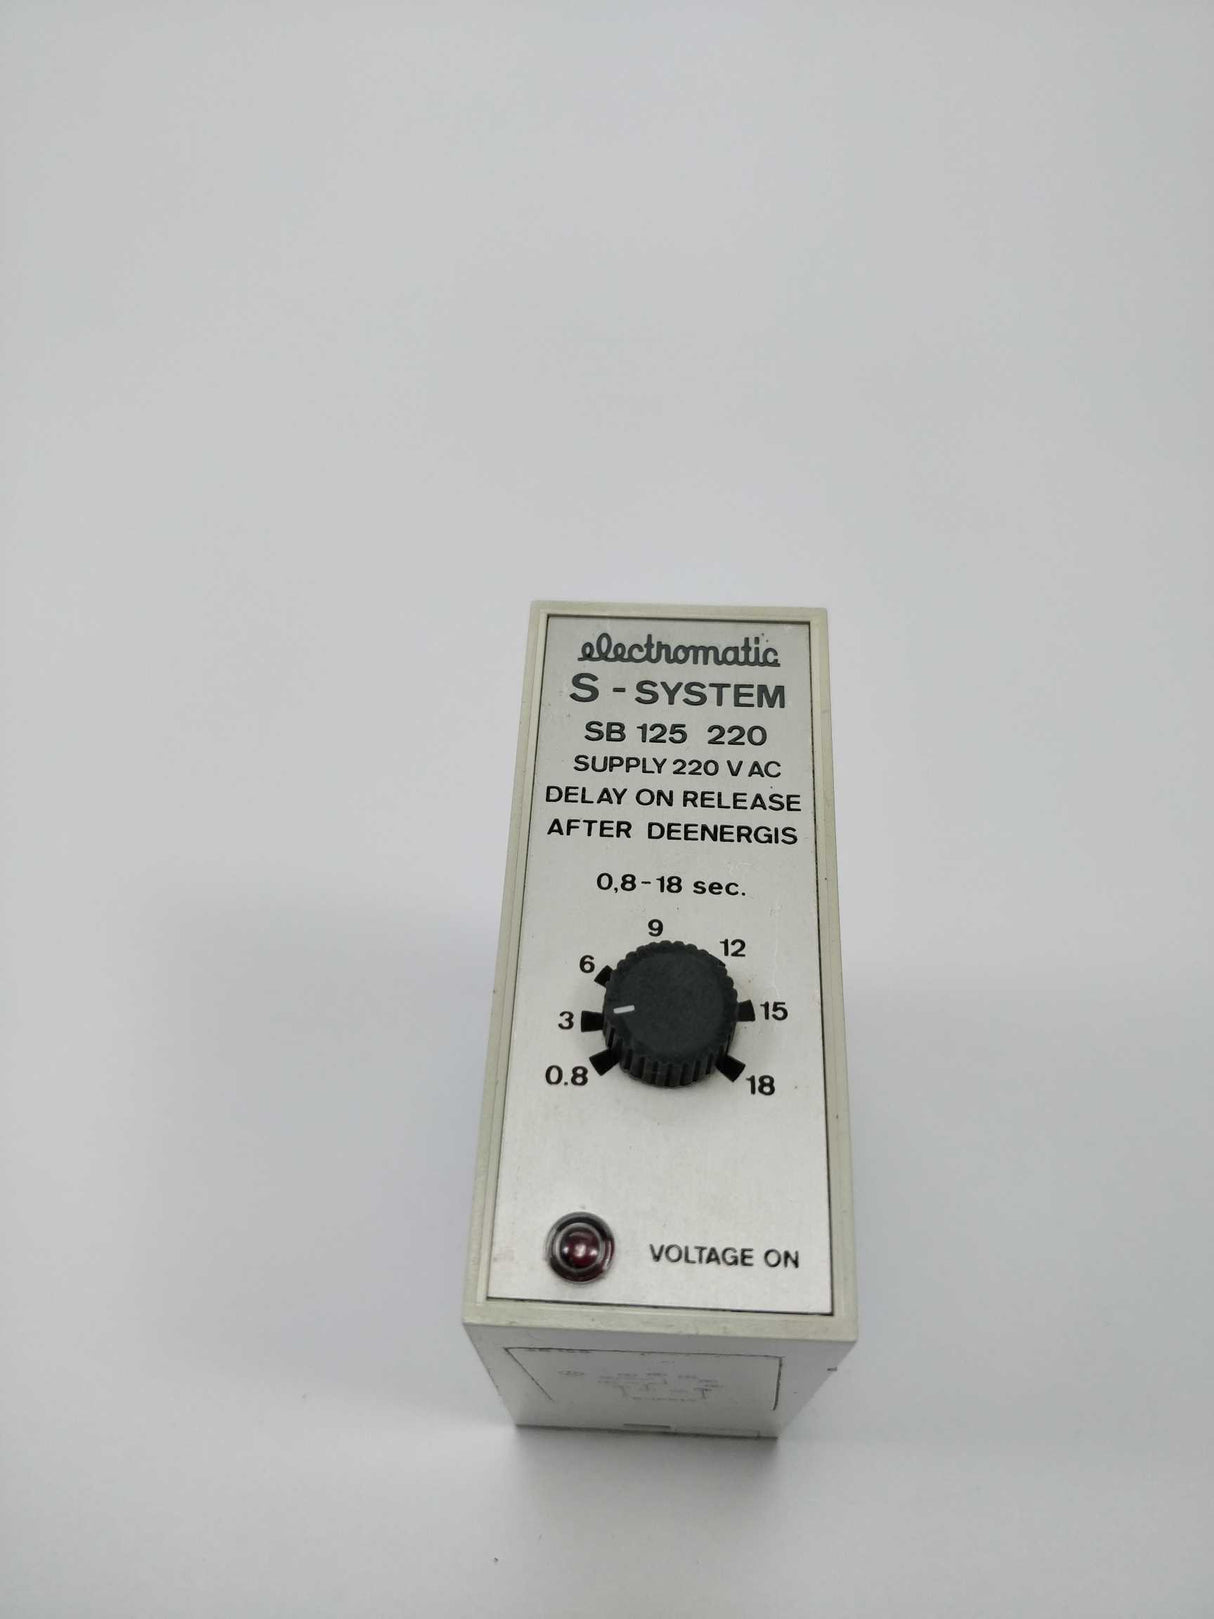 electromatic
S - SYSTEM
SB 125 220
SUPPLY 220 V AC
DELAY ON RELEASE
AFTER DEENERGIS
0,8-18 sec.
9
12
6
15
3
0.8
18
VOLTAGE ON